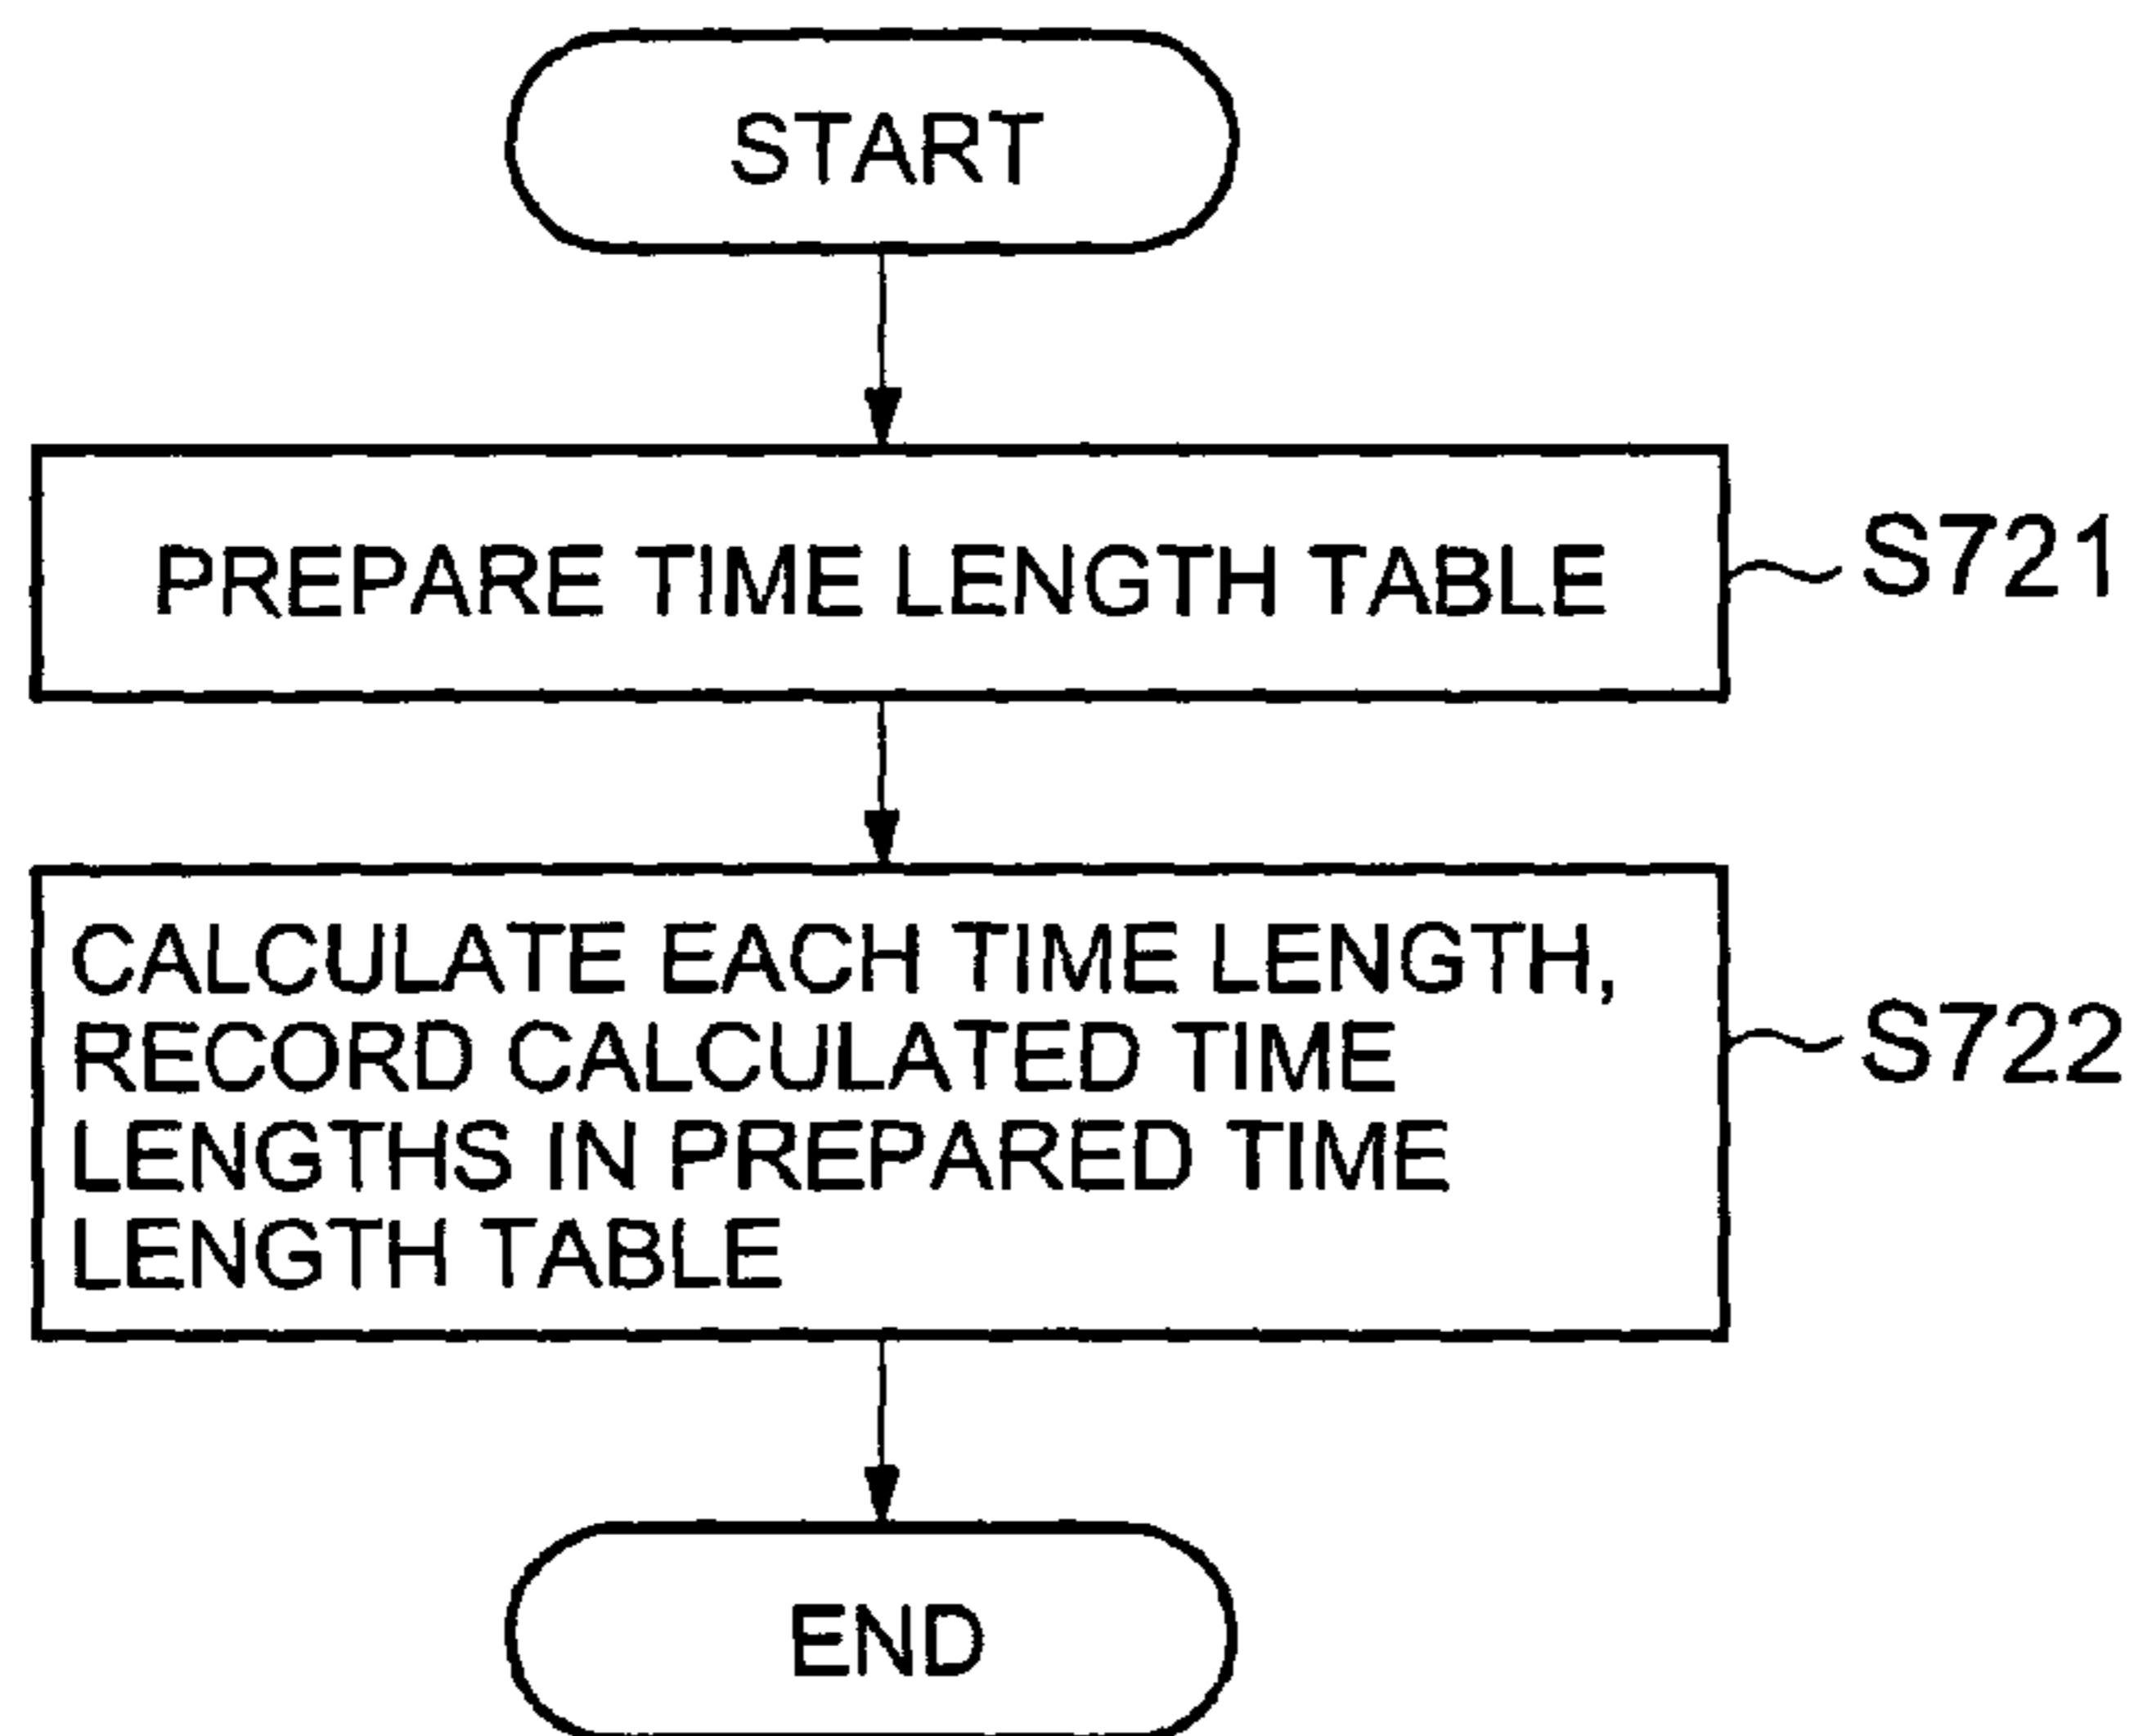 START
PREPARE TIME LENGTH TABLE
S721
CALCULATE EACH TIME LENGTH,
RECORD CALCULATED TIME
LENGTHS IN PREPARED TIME
LENGTH TABLE
S722
END